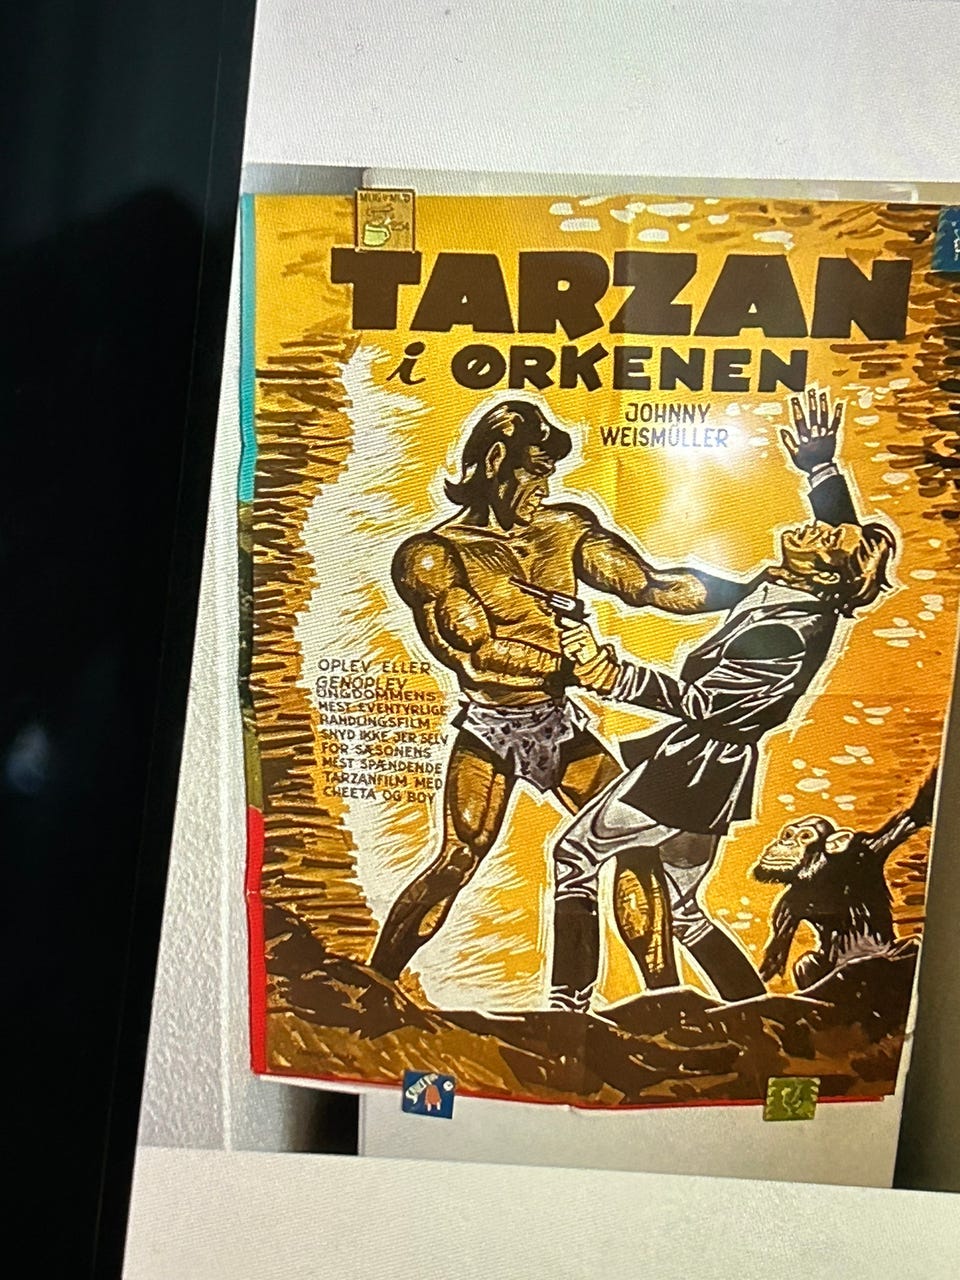 TARZAN
i ØRKENEN
JOHNNY
WEISMÜLLER
OPLEV ELLER
GENOPLEV
UNGDOMMENS
MEST EVENTYRLIGE
HANDLINGSFILM -
SNYD IKKE JER SELV
FOR SÆSONENS
MEST SPÆNDENDE
TARZANFILM MED
CHEETA OG BOY